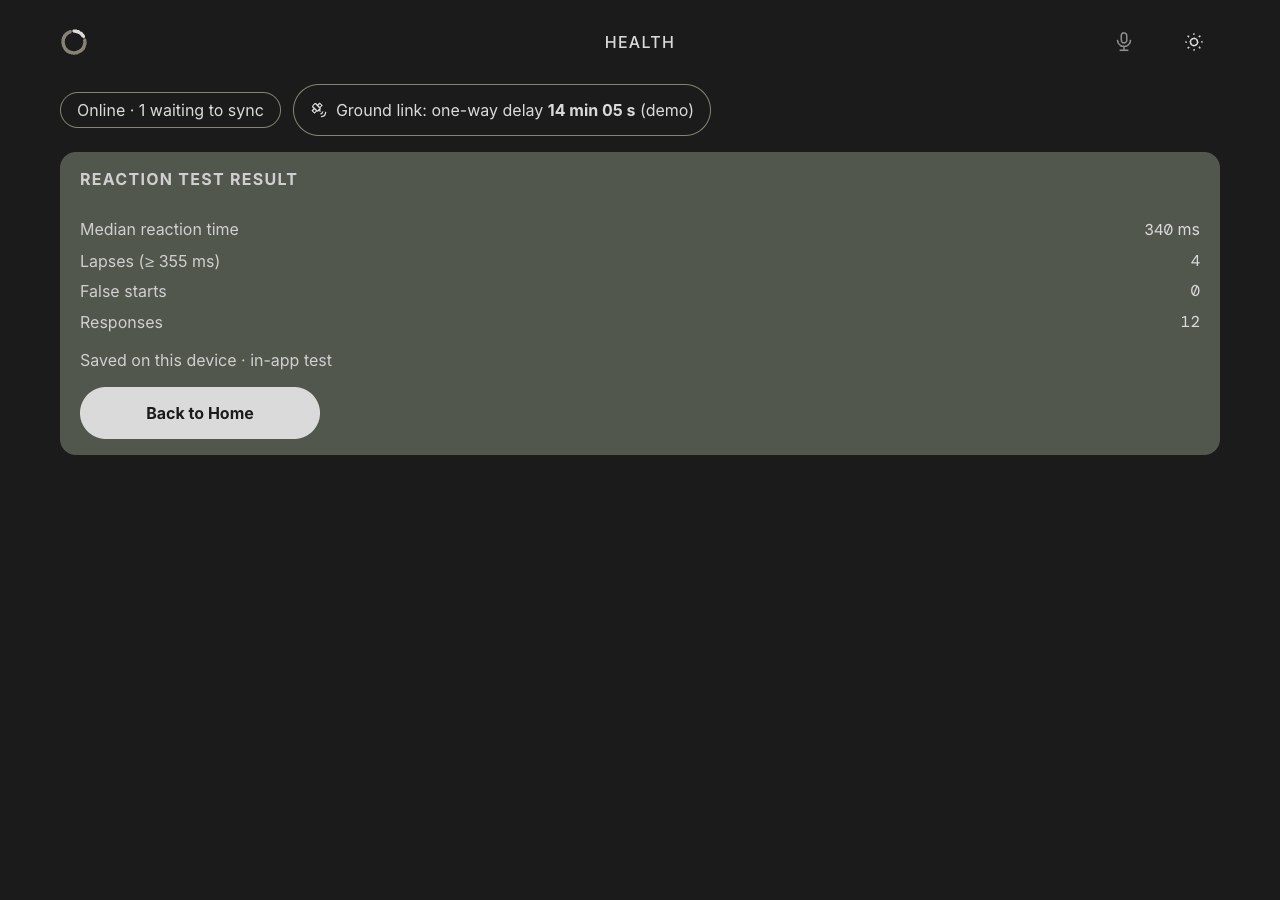 HEALTH
Online · 1 waiting to sync
Ground link: one-way delay 14 min 05 s (demo)
REACTION TEST RESULT
Median reaction time 340 ms
Lapses (≥ 355 ms) 4
False starts 0
Responses 12
Saved on this device · in-app test
Back to Home